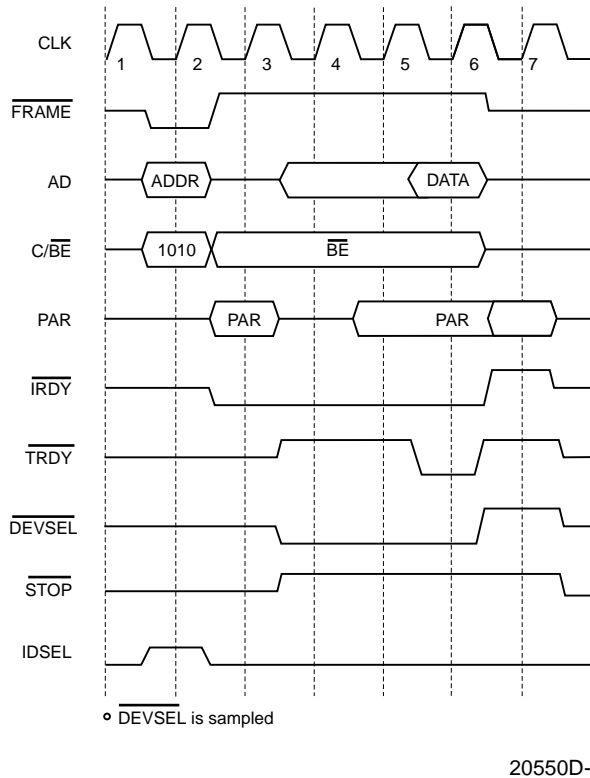 CLK
1 2 3 4 5 6 7
FRAME
AD ADDR DATA
C/BE 1010 BE
PAR PAR PAR
IRDY
TRDY
DEVSEL
STOP
IDSEL
DEVSEL is sampled
20550D-